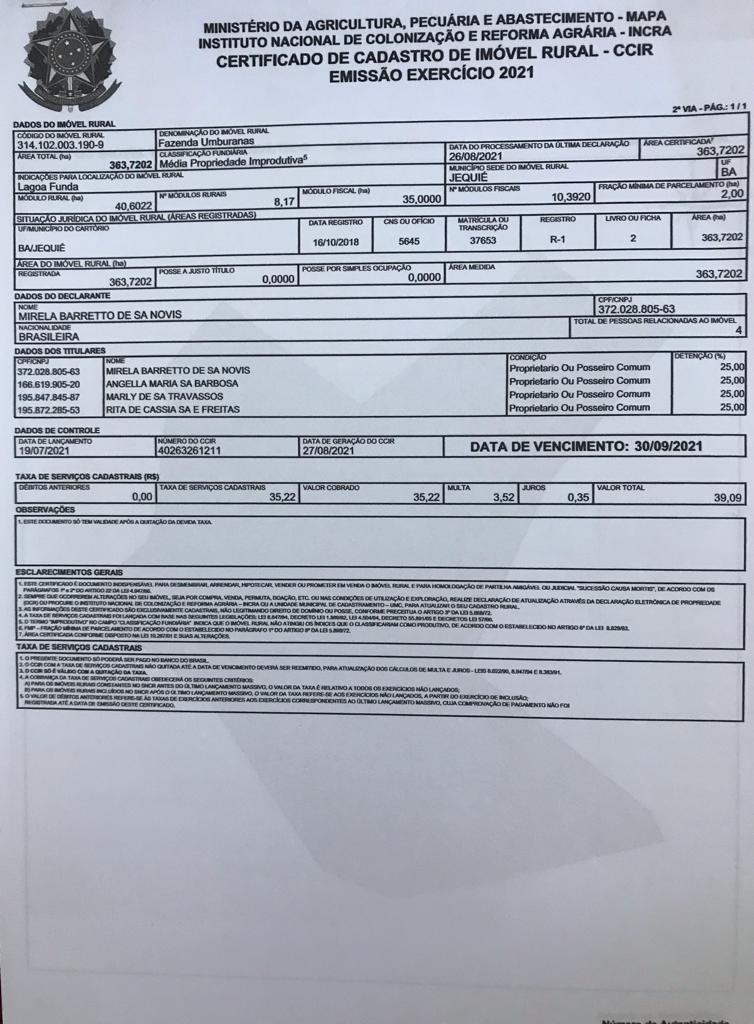 MINISTÉRIO DA AGRICULTURA, PECUÁRIA E ABASTECIMENTO - MAPA
INSTITUTO NACIONAL DE COLONIZAÇÃO E REFORMA AGRÁRIA - INCRA
CERTIFICADO DE CADASTRO DE IMÓVEL RURAL - CCIR
EMISSÃO EXERCÍCIO 2021
2ª VIA - PÁG.: 1 / 1
DADOS DO IMÓVEL RURAL
CÓDIGO DO IMÓVEL RURAL DENOMINAÇÃO DO IMÓVEL RURAL
314.102.003.190-9 Fazenda Umburanas
ÁREA TOTAL (ha) CLASSIFICAÇÃO FUNDIÁRIA DATA DO PROCESSAMENTO DA ÚLTIMA DECLARAÇÃO ÁREA CERTIFICADA⁷
363,7202 Média Propriedade Improdutiva⁵ 26/08/2021 363,7202
INDICAÇÕES PARA LOCALIZAÇÃO DO IMÓVEL RURAL MUNICÍPIO SEDE DO IMÓVEL RURAL UF
Lagoa Funda JEQUIÉ BA
MÓDULO RURAL (ha) Nº MÓDULOS RURAIS MÓDULO FISCAL (ha) Nº MÓDULOS FISCAIS FRAÇÃO MÍNIMA DE PARCELAMENTO (ha)
40,6022 8,17 35,0000 10,3920 2,00
SITUAÇÃO JURÍDICA DO IMÓVEL RURAL (ÁREAS REGISTRADAS)
UF/MUNICÍPIO DO CARTÓRIO DATA REGISTRO CNS OU OFÍCIO MATRÍCULA OU TRANSCRIÇÃO REGISTRO LIVRO OU FICHA ÁREA (ha)
BA/JEQUIÉ 16/10/2018 5645 37653 R-1 2 363,7202
ÁREA DO IMÓVEL RURAL (ha)
REGISTRADA POSSE A JUSTO TÍTULO POSSE POR SIMPLES OCUPAÇÃO ÁREA MEDIDA
363,7202 0,0000 0,0000 363,7202
DADOS DO DECLARANTE
NOME CPF/CNPJ
MIRELA BARRETTO DE SA NOVIS 372.028.805-63
NACIONALIDADE TOTAL DE PESSOAS RELACIONADAS AO IMÓVEL
BRASILEIRA 4
DADOS DOS TITULARES
CPF/CNPJ NOME CONDIÇÃO DETENÇÃO (%)
372.028.805-63 MIRELA BARRETTO DE SA NOVIS Proprietario Ou Posseiro Comum 25,00
166.619.905-20 ANGELLA MARIA SA BARBOSA Proprietario Ou Posseiro Comum 25,00
195.847.845-87 MARLY DE SA TRAVASSOS Proprietario Ou Posseiro Comum 25,00
195.872.285-53 RITA DE CASSIA SA E FREITAS Proprietario Ou Posseiro Comum 25,00
DADOS DE CONTROLE
DATA DE LANÇAMENTO NÚMERO DO CCIR DATA DE GERAÇÃO DO CCIR DATA DE VENCIMENTO: 30/09/2021
19/07/2021 40263261211 27/08/2021
TAXA DE SERVIÇOS CADASTRAIS (R$)
DÉBITOS ANTERIORES TAXA DE SERVIÇOS CADASTRAIS VALOR COBRADO MULTA JUROS VALOR TOTAL
0,00 35,22 35,22 3,52 0,35 39,09
OBSERVAÇÕES
1. ESTE DOCUMENTO SÓ TEM VALIDADE APÓS A QUITAÇÃO DA DEVIDA TAXA.
ESCLARECIMENTOS GERAIS
1. ESTE CERTIFICADO É DOCUMENTO INDISPENSÁVEL PARA DESMEMBRAR, ARRENDAR, HIPOTECAR, VENDER OU PROMETER EM VENDA O IMÓVEL RURAL E PARA HOMOLOGAÇÃO DE PARTILHA AMIGÁVEL OU JUDICIAL "SUCESSÃO CAUSA MORTIS", DE ACORDO COM OS
PARÁGRAFOS 1º e 2º DO ARTIGO 22 DA LEI 4.947/66.
2. SEMPRE QUE OCORREREM ALTERAÇÕES NO SEU IMÓVEL, SEJA POR COMPRA, VENDA, PERMUTA, DOAÇÃO, ETC. OU NAS CONDIÇÕES DE UTILIZAÇÃO E EXPLORAÇÃO, REALIZE DECLARAÇÃO DE ATUALIZAÇÃO ATRAVÉS DA DECLARAÇÃO ELETRÔNICA DE PROPRIEDADE
(DCR) OU PROCURE O INSTITUTO NACIONAL DE COLONIZAÇÃO E REFORMA AGRÁRIA - INCRA OU A UNIDADE MUNICIPAL DE CADASTRAMENTO - UMC, PARA ATUALIZAR O SEU CADASTRO RURAL.
3. AS INFORMAÇÕES DESTE CERTIFICADO SÃO EXCLUSIVAMENTE CADASTRAIS, NÃO LEGITIMANDO DIREITO DE DOMÍNIO OU POSSE, CONFORME PRECEITUA O ARTIGO 3º DA LEI 5.868/72.
4. A TAXA DE SERVIÇOS CADASTRAIS FOI LANÇADA COM BASE NAS SEGUINTES LEGISLAÇÕES:
5. O TERMO "IMPRODUTIVO" NO CAMPO "CLASSIFICAÇÃO FUNDIÁRIA" INDICA QUE O IMÓVEL RURAL NÃO ATINGIU OS ÍNDICES QUE O CLASSIFICARIAM COMO PRODUTIVO, DE ACORDO COM O ESTABELECIDO NO ARTIGO 6º DA LEI 8.629/93.
6. FMP - FRAÇÃO MÍNIMA DE PARCELAMENTO DE ACORDO COM O ESTABELECIDO NO PARÁGRAFO 1º DO ARTIGO 8º DA LEI 5.868/72.
7. ÁREA CERTIFICADA CONFORME DISPOSTO NA LEI 10.267/01 E SUAS ALTERAÇÕES.
TAXA DE SERVIÇOS CADASTRAIS
1. O PRESENTE DOCUMENTO SÓ PODERÁ SER PAGO NO BANCO DO BRASIL.
2. O CCIR COM A TAXA DE SERVIÇOS CADASTRAIS NÃO QUITADA ATÉ A DATA DE VENCIMENTO DEVERÁ SER REEMITIDO, PARA ATUALIZAÇÃO DOS CÁLCULOS DE MULTA E JUROS - LEIS 8.022/90, 8.847/94 E 8.383/91.
3. O CCIR SÓ É VÁLIDO COM A QUITAÇÃO DA TAXA.
4. A COBRANÇA DA TAXA DE SERVIÇOS CADASTRAIS OBEDECERÁ OS SEGUINTES CRITÉRIOS:
A) PARA OS IMÓVEIS RURAIS CONSTANTES NO SNCR ANTES DO ÚLTIMO LANÇAMENTO MASSIVO, O VALOR DA TAXA É RELATIVO A TODOS OS EXERCÍCIOS NÃO LANÇADOS;
B) PARA OS IMÓVEIS RURAIS INCLUÍDOS NO SNCR APÓS O ÚLTIMO LANÇAMENTO MASSIVO, O VALOR DA TAXA REFERE-SE AOS EXERCÍCIOS NÃO LANÇADOS, A PARTIR DO EXERCÍCIO DE INCLUSÃO;
5. O VALOR DE DÉBITOS ANTERIORES REFERE-SE ÀS TAXAS DE EXERCÍCIOS ANTERIORES AOS EXERCÍCIOS CORRESPONDENTES AO ÚLTIMO LANÇAMENTO MASSIVO, CUJA COMPROVAÇÃO DE PAGAMENTO NÃO FOI
REGISTRADA ATÉ A DATA DE EMISSÃO DESTE CERTIFICADO.